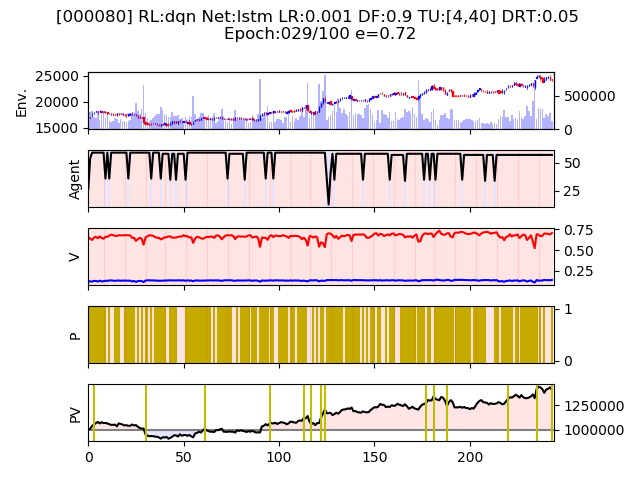 [000080] RL:dqn Net:lstm LR:0.001 DF:0.9 TU:[4,40] DRT:0.05
Epoch:029/100 e=0.72
25000
20000
15000
Env.
500000
0
Agent
50
25
V
0.75
0.50
0.25
P
1
0
PV
1250000
1000000
0
50
100
150
200